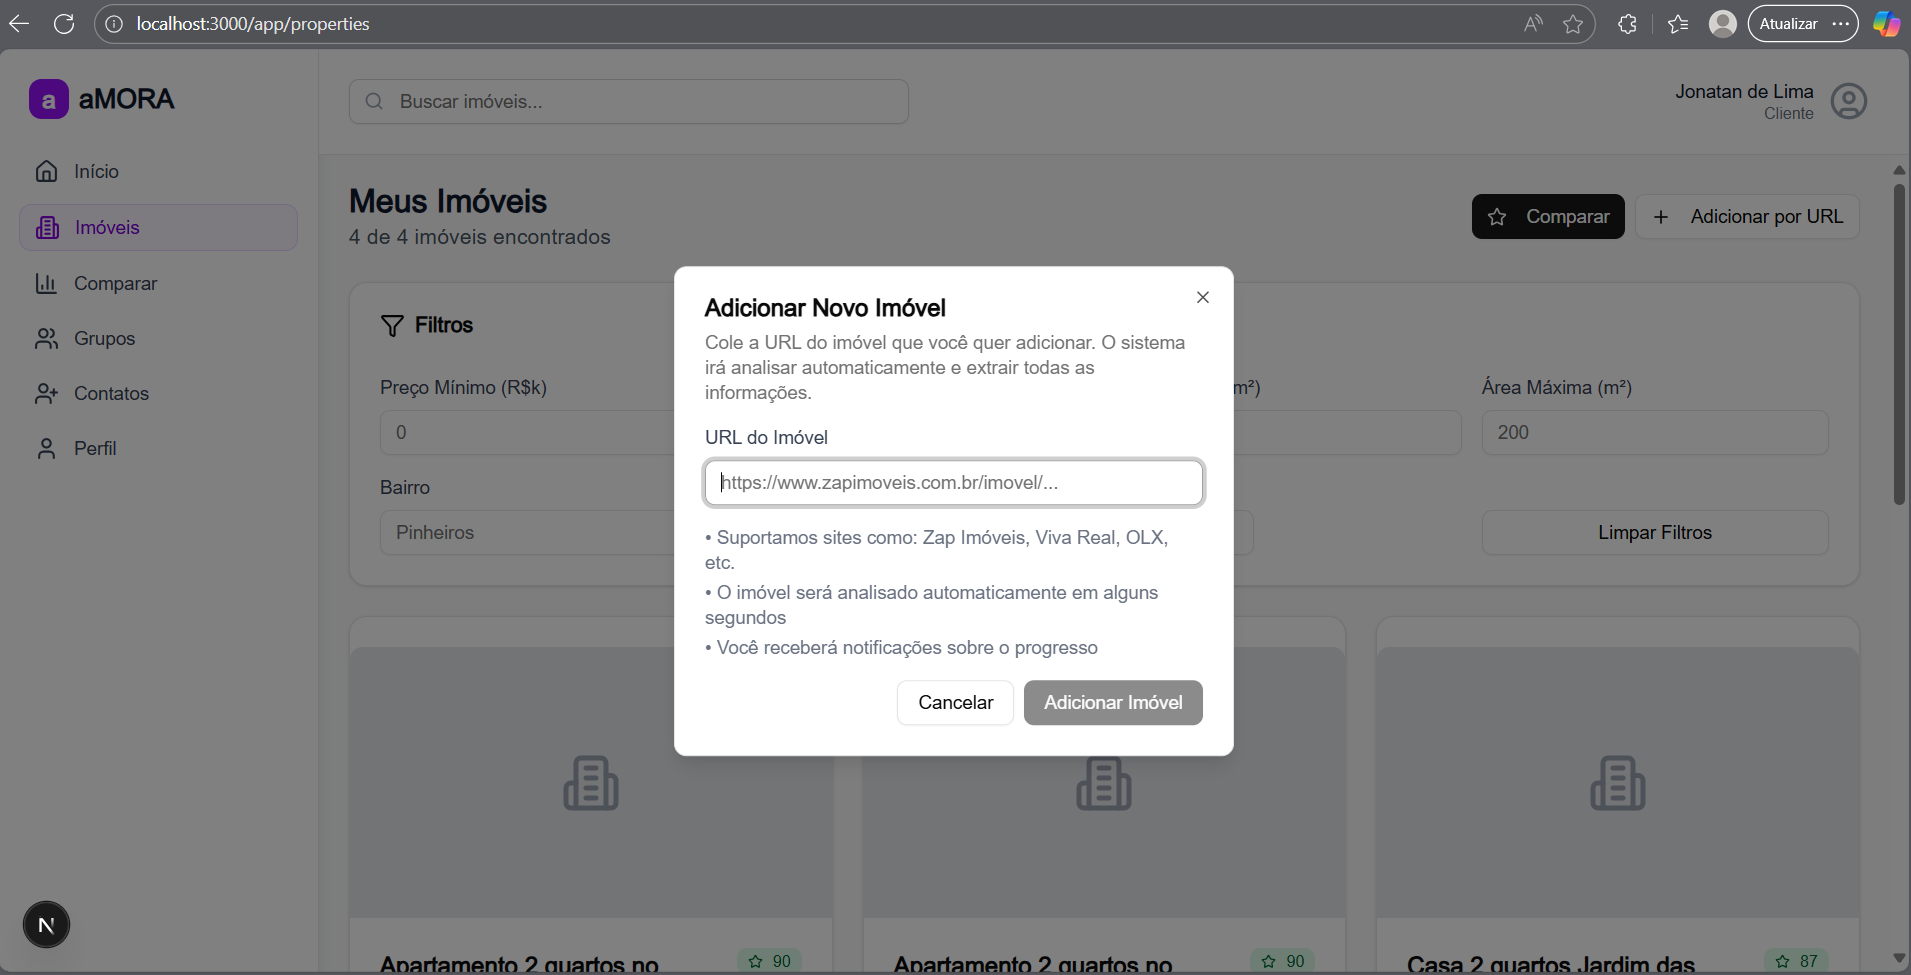 localhost:3000/app/properties
Atualizar
a aMORA
Buscar imóveis...
Jonatan de Lima
Cliente
Início
Imóveis
Comparar
Grupos
Contatos
Perfil
Meus Imóveis
4 de 4 imóveis encontrados
Comparar
Adicionar por URL
Filtros
Preço Mínimo (R$k)
m²)
Área Máxima (m²)
0
200
Bairro
Pinheiros
Limpar Filtros
Adicionar Novo Imóvel
Cole a URL do imóvel que você quer adicionar. O sistema
irá analisar automaticamente e extrair todas as
informações.
URL do Imóvel
https://www.zapimoveis.com.br/imovel/...
• Suportamos sites como: Zap Imóveis, Viva Real, OLX,
etc.
• O imóvel será analisado automaticamente em alguns
segundos
• Você receberá notificações sobre o progresso
Cancelar
Adicionar Imóvel
Apartamento 2 quartos no
90
Apartamento 2 quartos no
90
Casa 2 quartos Jardim das
87
N